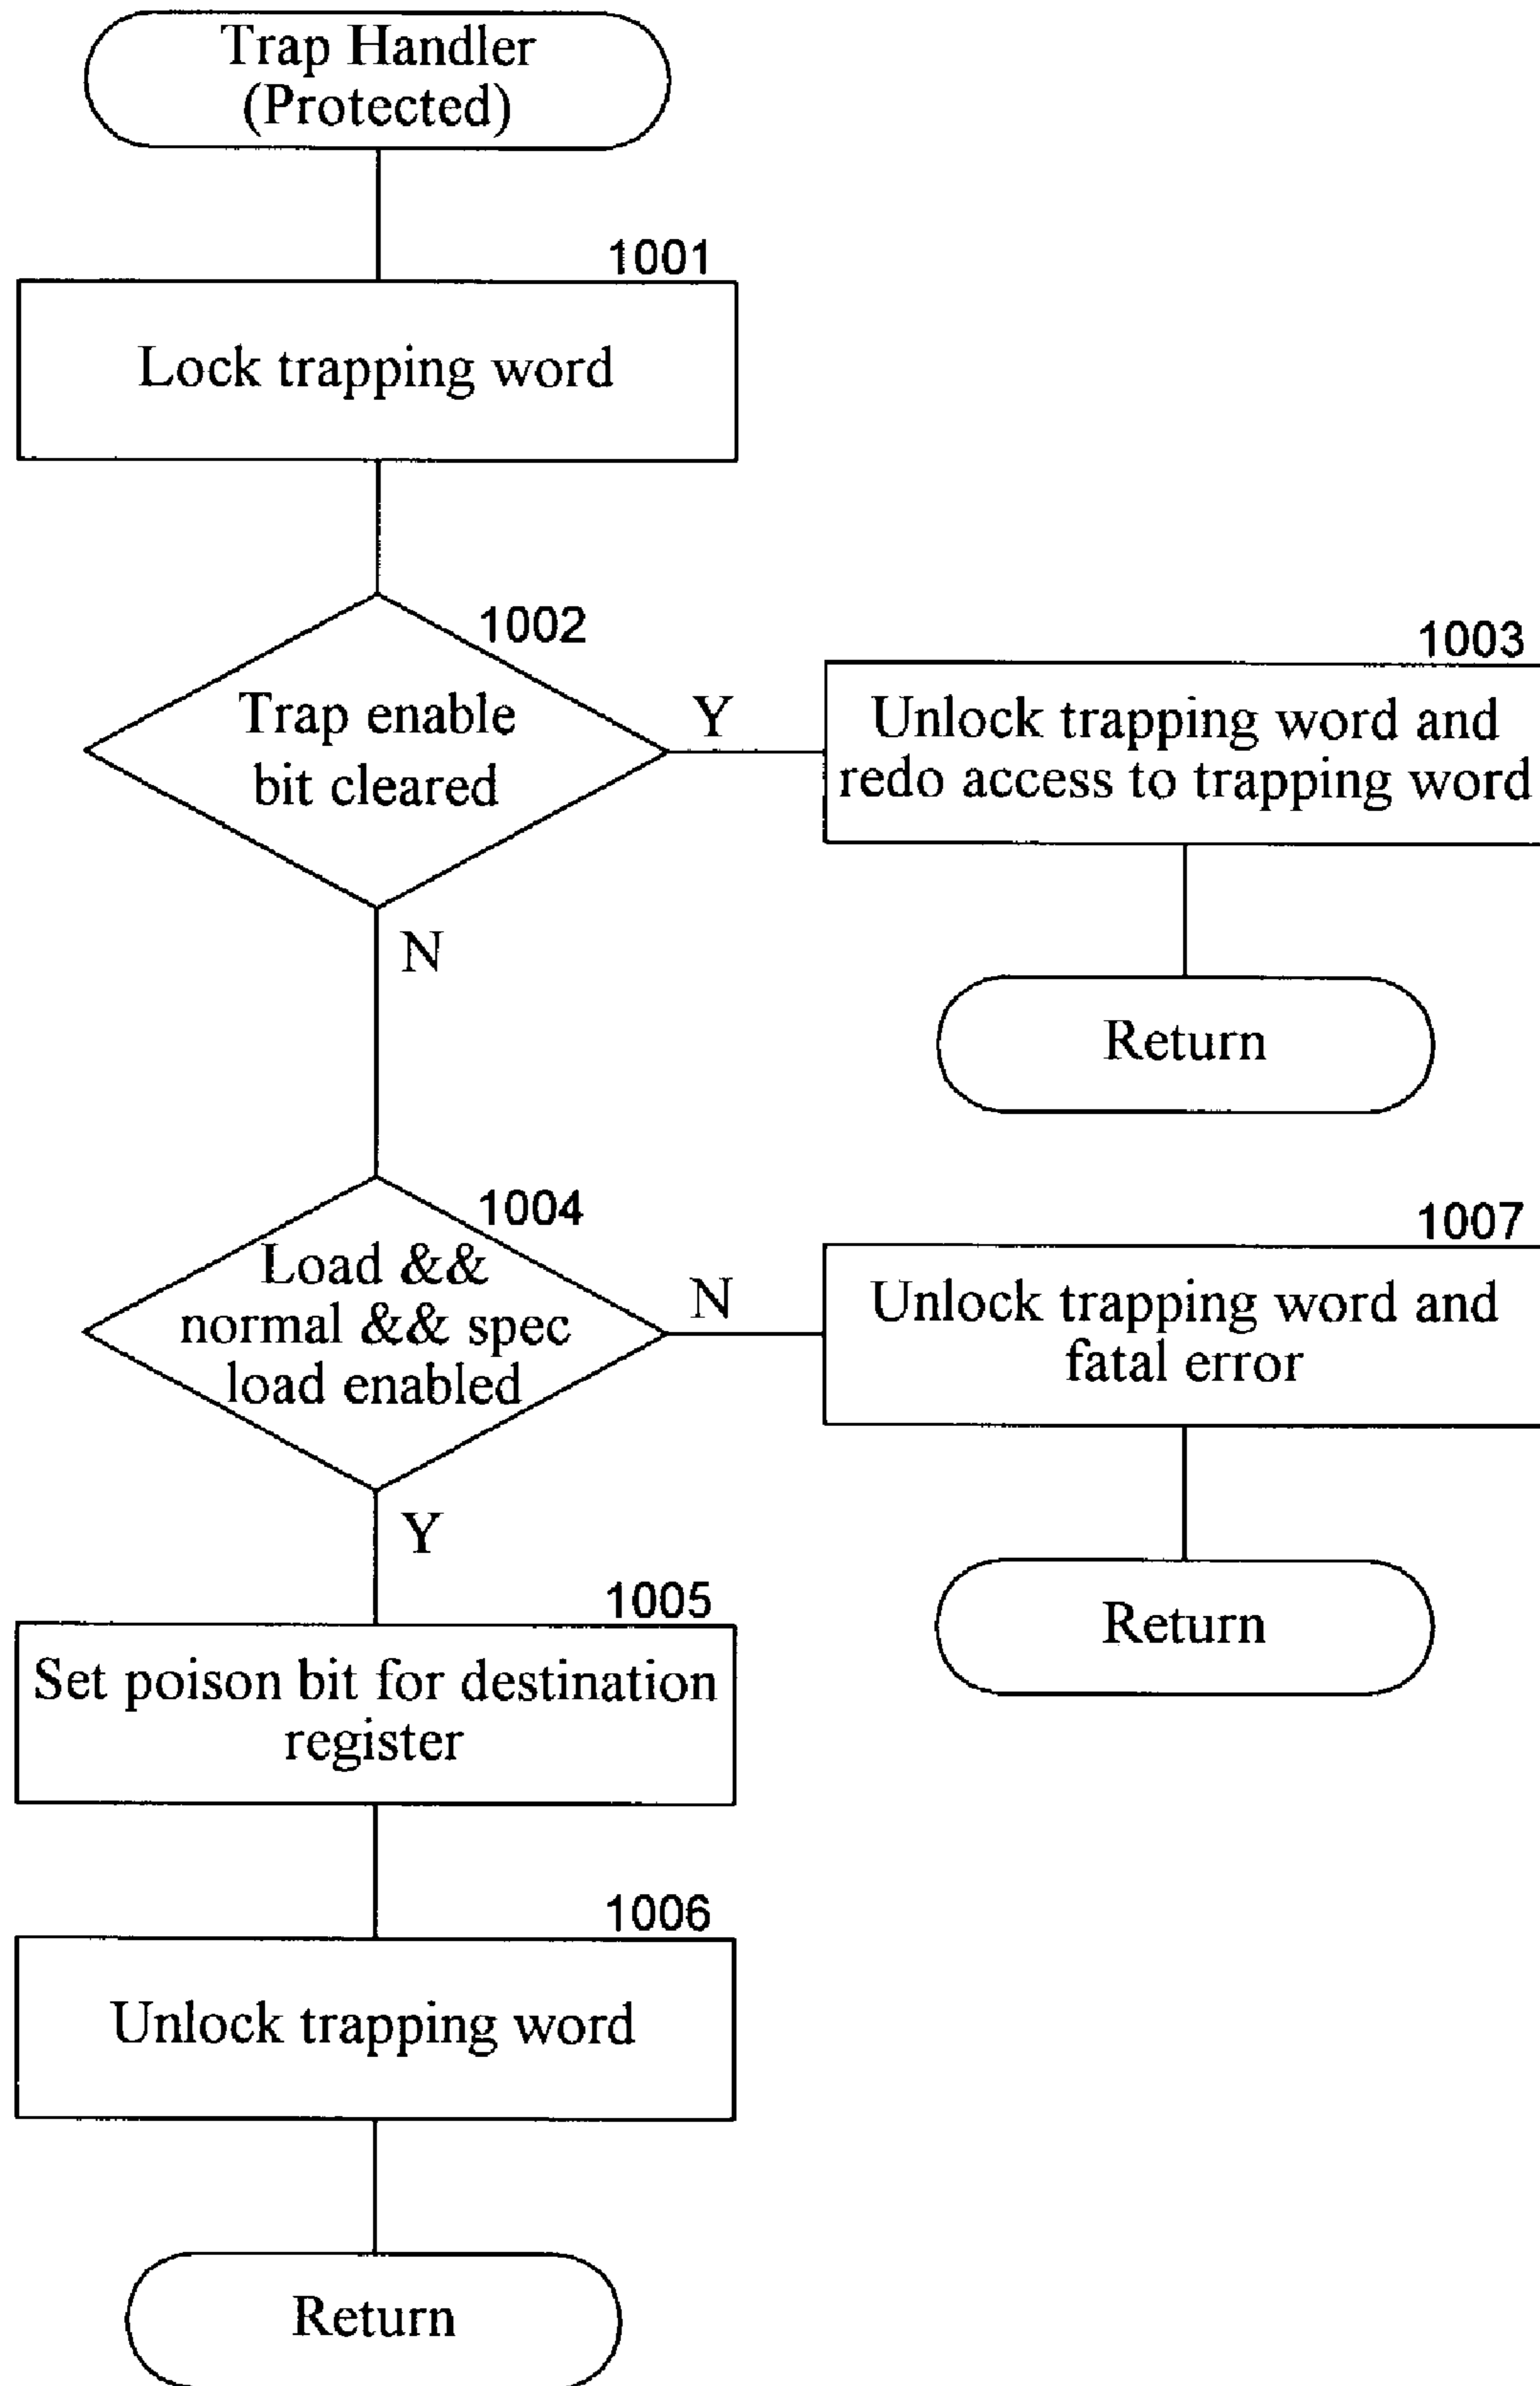 Trap Handler
(Protected)
1001
Lock trapping word
1002
Trap enable
bit cleared
Y
N
1003
Unlock trapping word and
redo access to trapping word
Return
1004
Load &&
normal && spec
load enabled
N
Y
1007
Unlock trapping word and
fatal error
Return
1005
Set poison bit for destination
register
1006
Unlock trapping word
Return